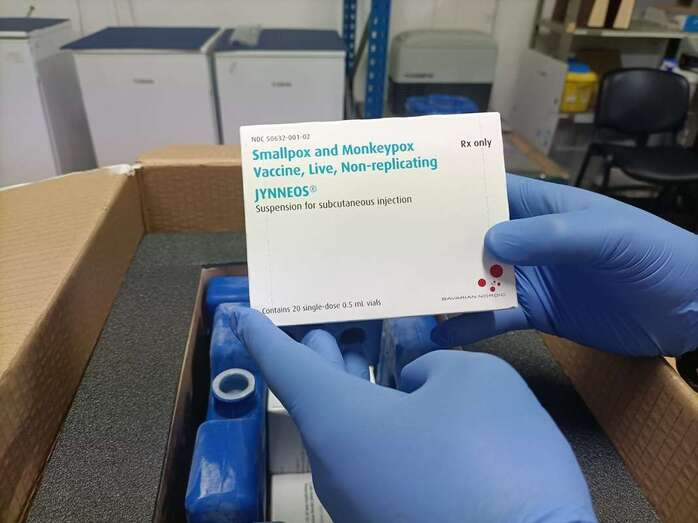 NDC 50632-001-02
Smallpox and Monkeypox
Vaccine, Live, Non-replicating
Rx only
JYNNEOS®
Suspension for subcutaneous injection
Contains 20 single-dose 0.5 mL vials
BAVARIAN NORDIC